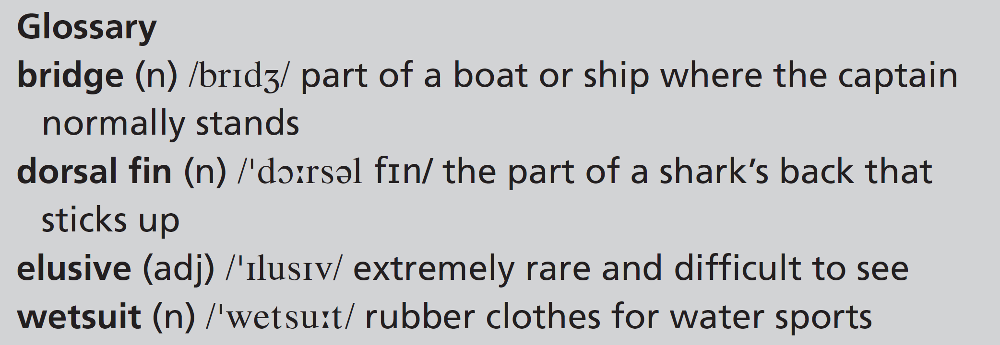 Glossary
bridge (n) /brɪdʒ/ part of a boat or ship where the captain
normally stands
dorsal fin (n) /ˈdɔːrsəl fɪn/ the part of a shark’s back that
sticks up
elusive (adj) /ˈɪlusɪv/ extremely rare and difficult to see
wetsuit (n) /ˈwetsuːt/ rubber clothes for water sports